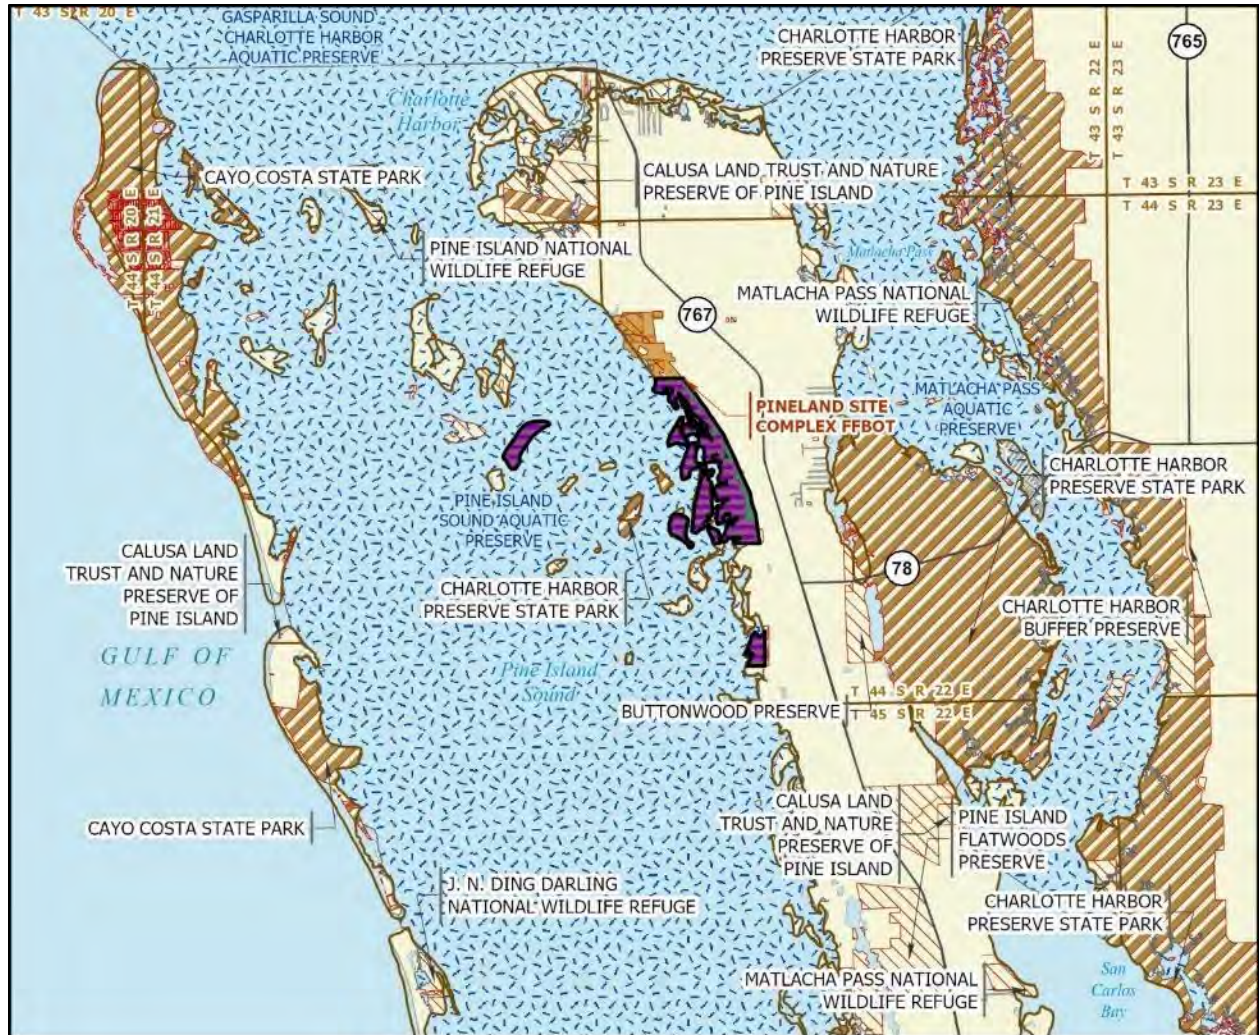 T 43 S R 20 E
GASPARILLA SOUND
CHARLOTTE HARBOR
AQUATIC PRESERVE
CHARLOTTE HARBOR
PRESERVE STATE PARK
765
Charlotte
Harbor
T 43 S R 22 E
T 43 S R 23 E
CAYO COSTA STATE PARK
CALUSA LAND TRUST AND NATURE
PRESERVE OF PINE ISLAND
T 43 S R 23 E
T 44 S R 23 E
T 44 S R 20 E
T 44 S R 21 E
PINE ISLAND NATIONAL
WILDLIFE REFUGE
Matlacha Pass
MATLACHA PASS NATIONAL
WILDLIFE REFUGE
767
PINELAND SITE
COMPLEX FFBOT
MATLACHA PASS
AQUATIC
PRESERVE
CHARLOTTE HARBOR
PRESERVE STATE PARK
PINE ISLAND
SOUND AQUATIC
PRESERVE
CALUSA LAND
TRUST AND NATURE
PRESERVE OF
PINE ISLAND
78
CHARLOTTE HARBOR
PRESERVE STATE PARK
CHARLOTTE HARBOR
BUFFER PRESERVE
GULF OF
MEXICO
Pine Island
Sound
T 44 S R 22 E
BUTTONWOOD PRESERVE
T 45 S R 22 E
CAYO COSTA STATE PARK
CALUSA LAND
TRUST AND NATURE
PRESERVE OF
PINE ISLAND
PINE ISLAND
FLATWOODS
PRESERVE
J. N. DING DARLING
NATIONAL WILDLIFE REFUGE
CHARLOTTE HARBOR
PRESERVE STATE PARK
MATLACHA PASS NATIONAL
WILDLIFE REFUGE
San
Carlos
Bay